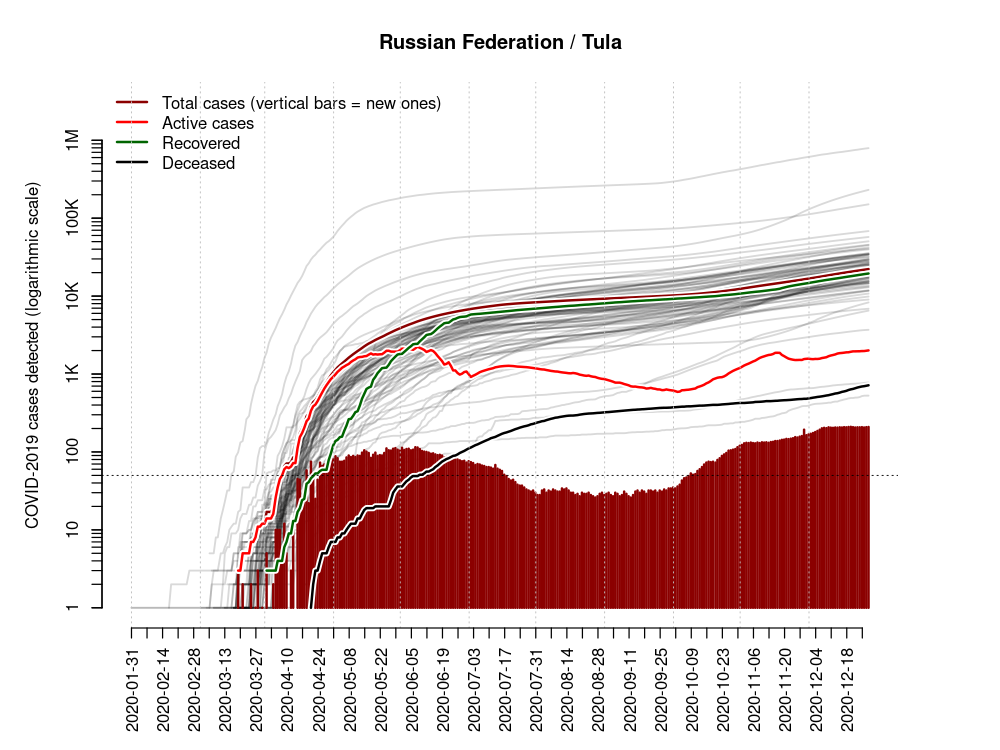 Russian Federation / Tula
Total cases (vertical bars = new ones)
Active cases
Recovered
Deceased
COVID-2019 cases detected (logarithmic scale)
1M
100K
10K
1K
100
10
1
2020-01-31
2020-02-14
2020-02-28
2020-03-13
2020-03-27
2020-04-10
2020-04-24
2020-05-08
2020-05-22
2020-06-05
2020-06-19
2020-07-03
2020-07-17
2020-07-31
2020-08-14
2020-08-28
2020-09-11
2020-09-25
2020-10-09
2020-10-23
2020-11-06
2020-11-20
2020-12-04
2020-12-18